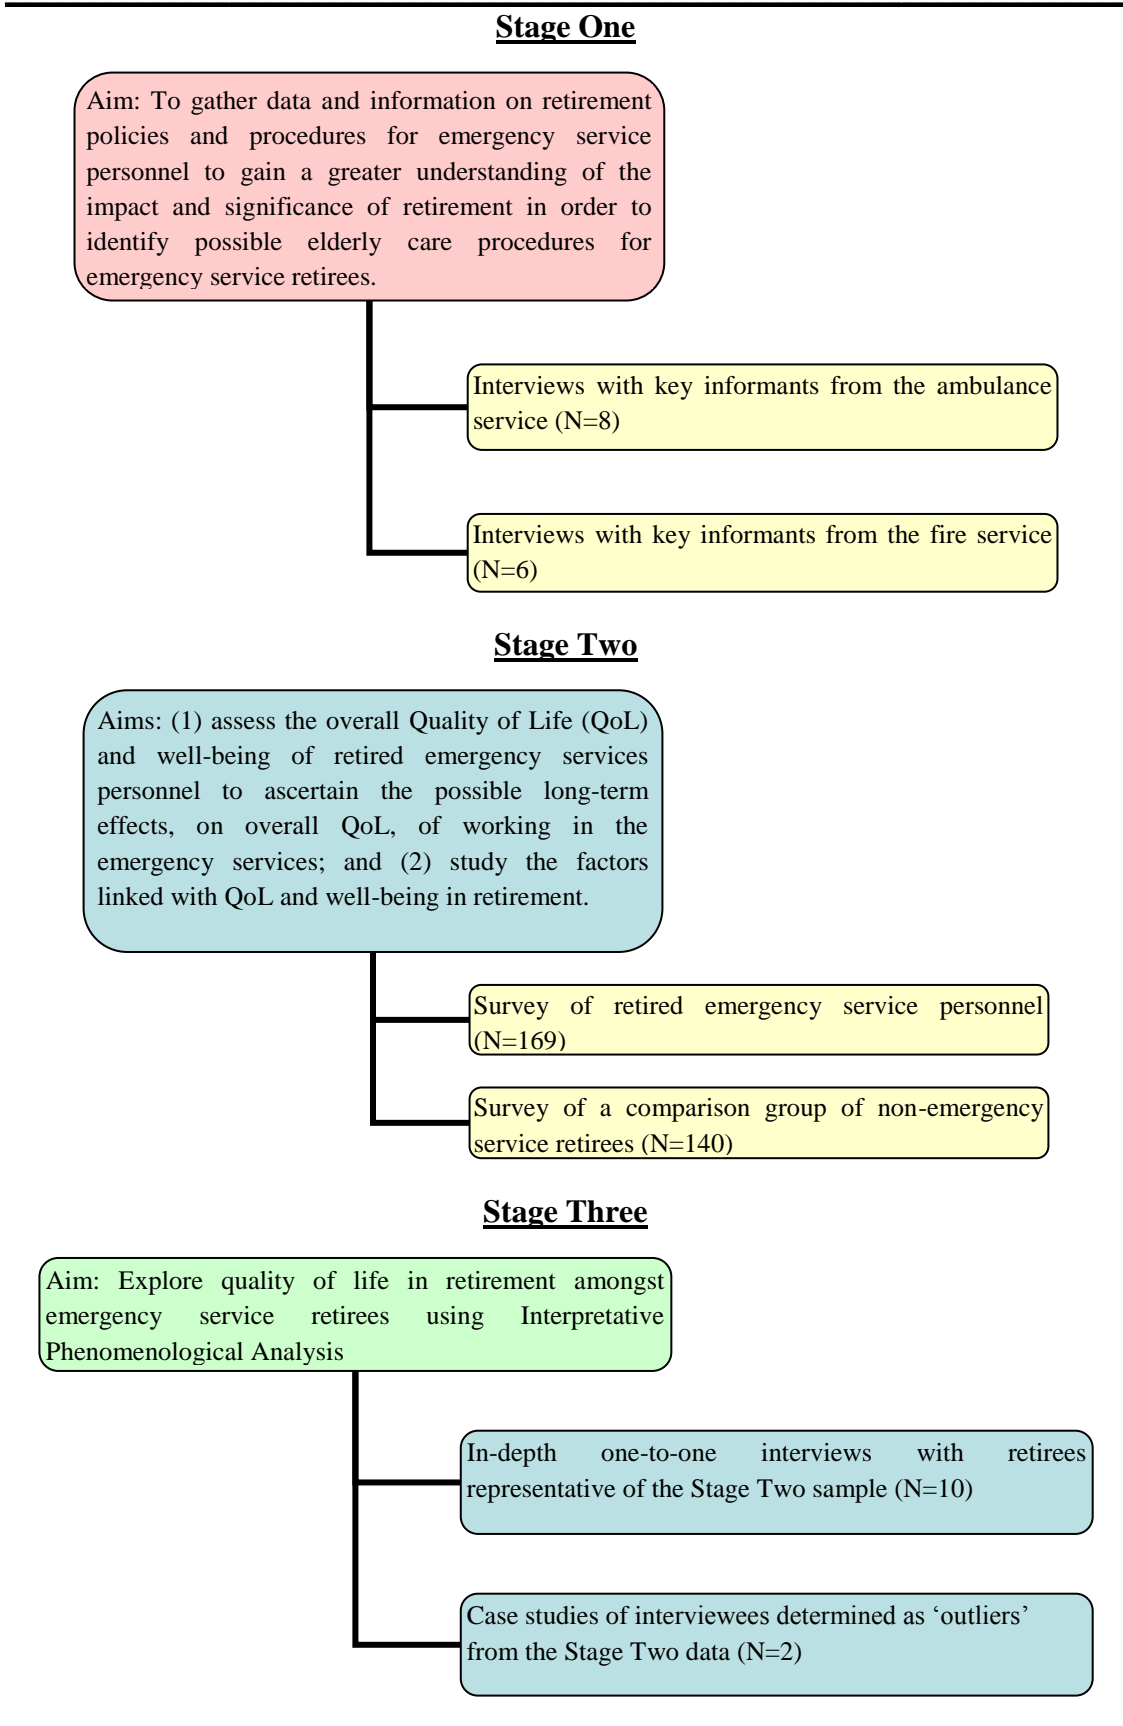 Stage One
Aim: To gather data and information on retirement
policies and procedures for emergency service
personnel to gain a greater understanding of the
impact and significance of retirement in order to
identify possible elderly care procedures for
emergency service retirees.
Interviews with key informants from the ambulance
service (N=8)
Interviews with key informants from the fire service
(N=6)
Stage Two
Aims: (1) assess the overall Quality of Life (QoL)
and well-being of retired emergency services
personnel to ascertain the possible long-term
effects, on overall QoL, of working in the
emergency services; and (2) study the factors
linked with QoL and well-being in retirement.
Survey of retired emergency service personnel
(N=169)
Survey of a comparison group of non-emergency
service retirees (N=140)
Stage Three
Aim: Explore quality of life in retirement amongst
emergency service retirees using Interpretative
Phenomenological Analysis
In-depth one-to-one interviews with retirees
representative of the Stage Two sample (N=10)
Case studies of interviewees determined as ‘outliers’
from the Stage Two data (N=2)